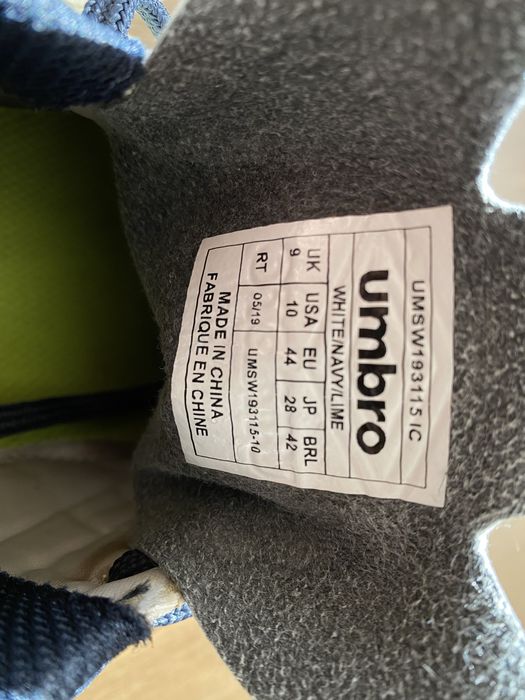 UMSW193115 IC
umbro
WHITE/NAVY/LIME
UK USA EU JP BRL
9 10 44 28 42
RT 05/19 UMSW193115-10
MADE IN CHINA
FABRIQUE EN CHINE